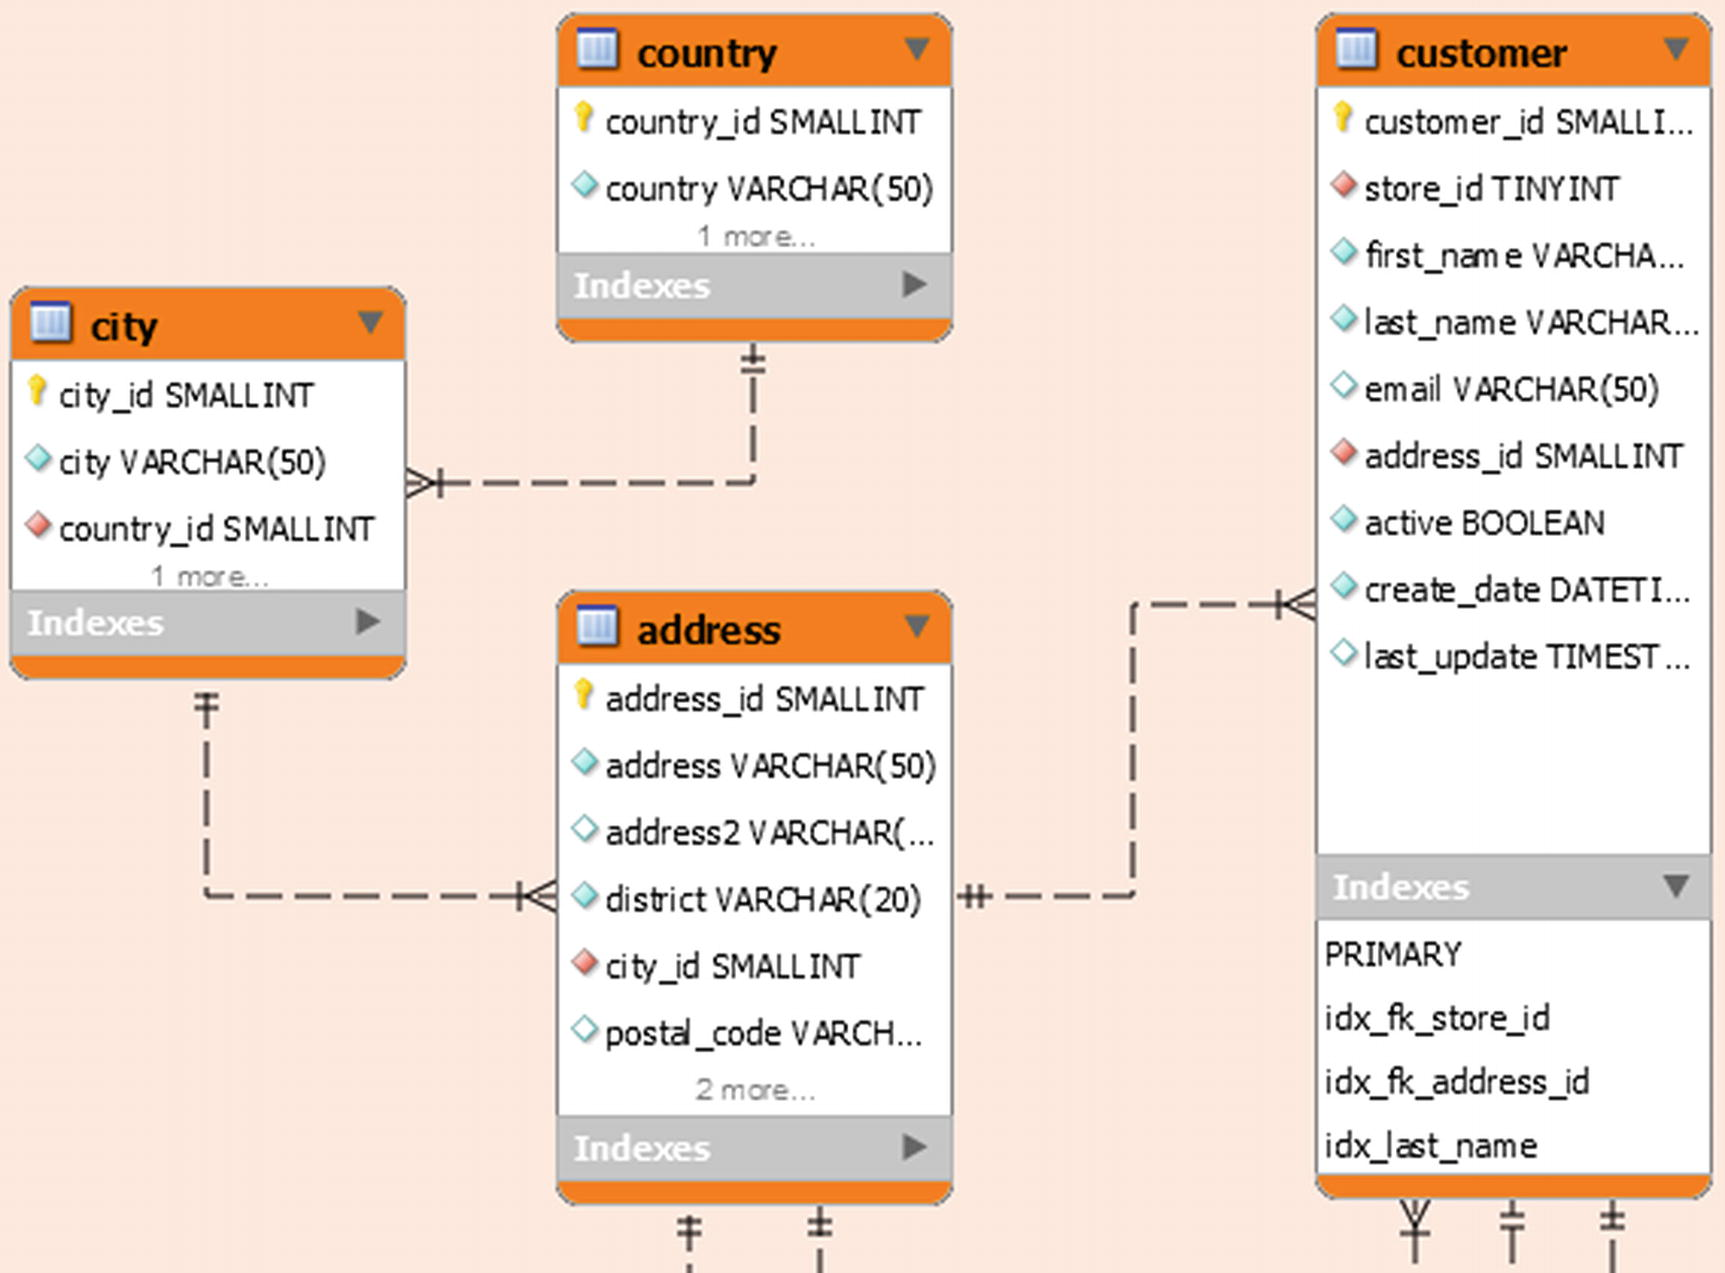 country
country_id SMALLINT
country VARCHAR(50)
1 more...
Indexes
city
city_id SMALLINT
city VARCHAR(50)
country_id SMALLINT
1 more...
Indexes
address
address_id SMALLINT
address VARCHAR(50)
address2 VARCHAR(...
district VARCHAR(20)
city_id SMALLINT
postal_code VARCH...
2 more...
Indexes
customer
customer_id SMALLI...
store_id TINYINT
first_name VARCHA...
last_name VARCHAR...
email VARCHAR(50)
address_id SMALLINT
active BOOLEAN
create_date DATETI...
last_update TIMEST...
Indexes
PRIMARY
idx_fk_store_id
idx_fk_address_id
idx_last_name